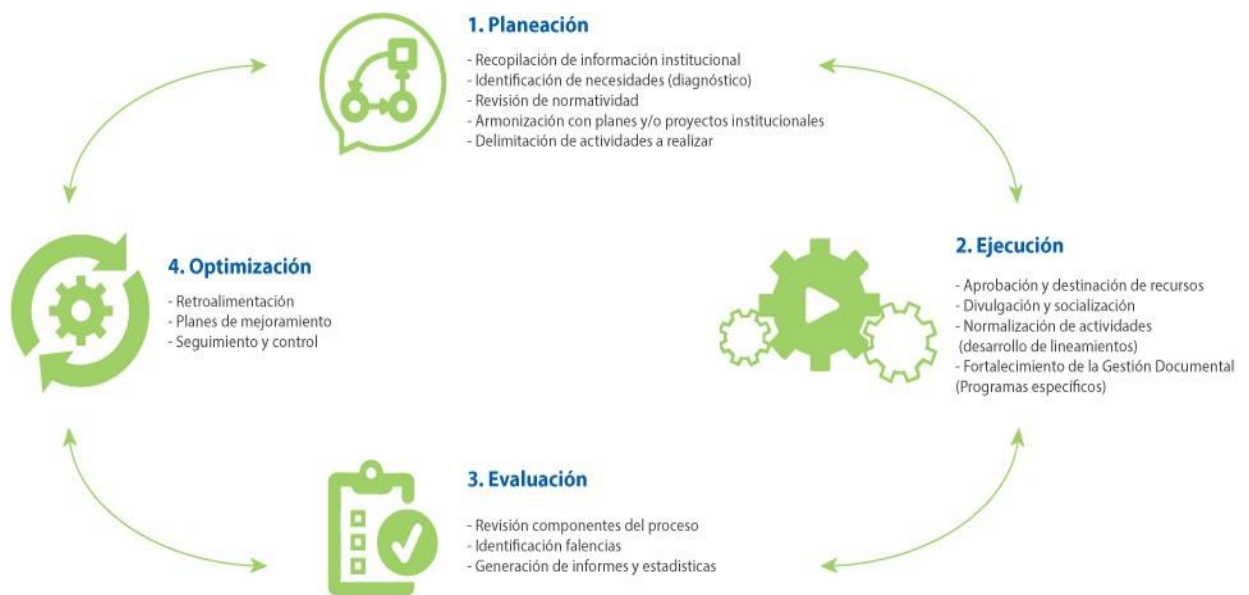 1. Planeación
- Recopilación de información institucional
- Identificación de necesidades (diagnóstico)
- Revisión de normatividad
- Armonización con planes y/o proyectos institucionales
- Delimitación de actividades a realizar
2. Ejecución
- Aprobación y destinación de recursos
- Divulgación y socialización
- Normalización de actividades
(desarrollo de lineamientos)
- Fortalecimiento de la Gestión Documental
(Programas específicos)
3. Evaluación
- Revisión componentes del proceso
- Identificación falencias
- Generación de informes y estadisticas
4. Optimización
- Retroalimentación
- Planes de mejoramiento
- Seguimiento y control